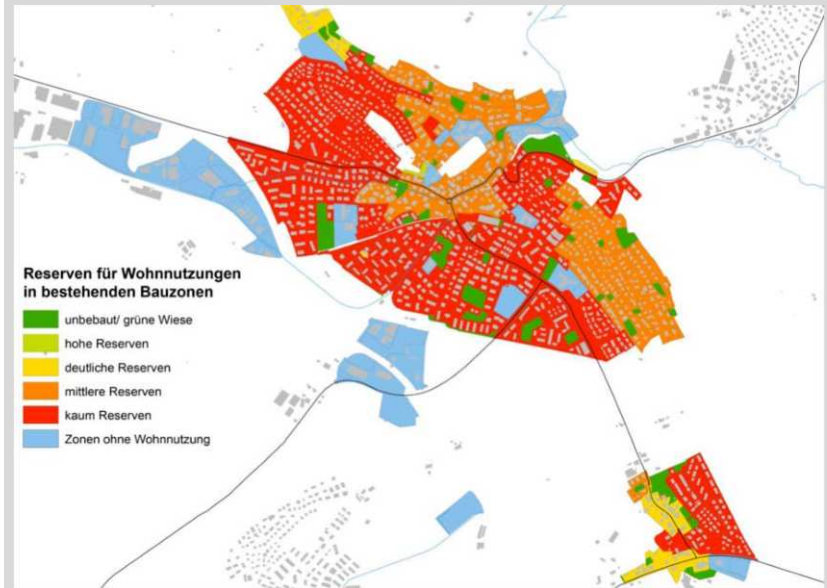 Reserven für Wohnnutzungen
in bestehenden Bauzonen
unbebaut/ grüne Wiese
hohe Reserven
deutliche Reserven
mittlere Reserven
kaum Reserven
Zonen ohne Wohnnutzung